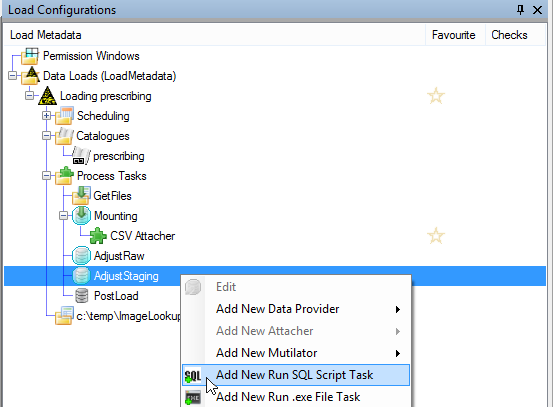 Load Configurations
Load Metadata Favourite Checks
Permission Windows
Data Loads (LoadMetadata)
Loading prescribing
Scheduling
Catalogues
prescribing
Process Tasks
GetFiles
Mounting
CSV Attacher
AdjustRaw
AdjustStaging
PostLoad
c:\temp\ImageLookup
Edit
Add New Data Provider
Add New Attacher
Add New Mutilator
SQL Add New Run SQL Script Task
EXE Add New Run .exe File Task